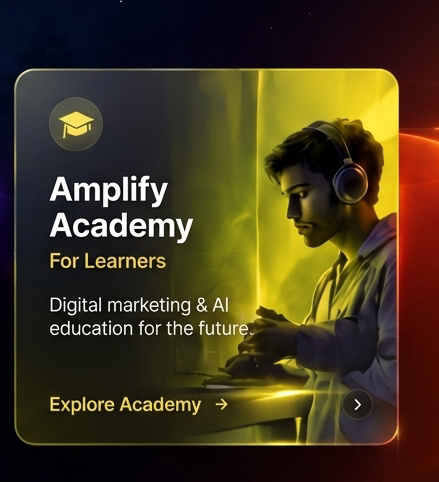 Amplify
Academy
For Learners
Digital marketing & AI
education for the future.
Explore Academy →